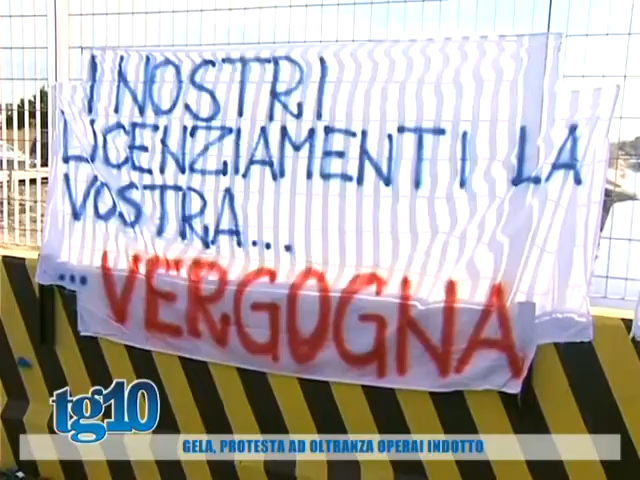 I NOSTRI
LICENZIAMENTI LA
VOSTRA...
...VERGOGNA
tg10
GELA, PROTESTA AD OLTRANZA OPERAI INDOTTO